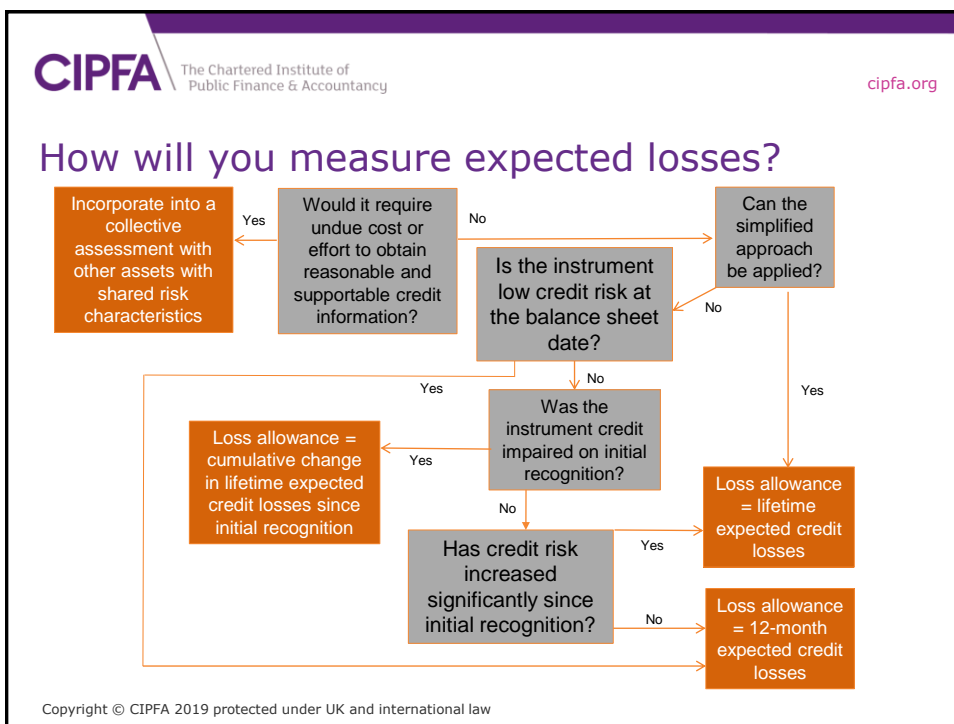 CIPFA
The Chartered Institute of
Public Finance & Accountancy
cipfa.org
How will you measure expected losses?
Incorporate into a
collective
assessment with
other assets with
shared risk
characteristics
Yes
Would it require
undue cost or
effort to obtain
reasonable and
supportable credit
information?
No
Can the
simplified
approach
be applied?
Is the instrument
low credit risk at
the balance sheet
date?
No
Yes
No
Yes
Was the
instrument credit
impaired on initial
recognition?
Loss allowance =
cumulative change
in lifetime expected
credit losses since
initial recognition
Yes
No
Loss allowance
= lifetime
expected credit
losses
Has credit risk
increased
significantly since
initial recognition?
Yes
No
Loss allowance
= 12-month
expected credit
losses
Copyright © CIPFA 2019 protected under UK and international law